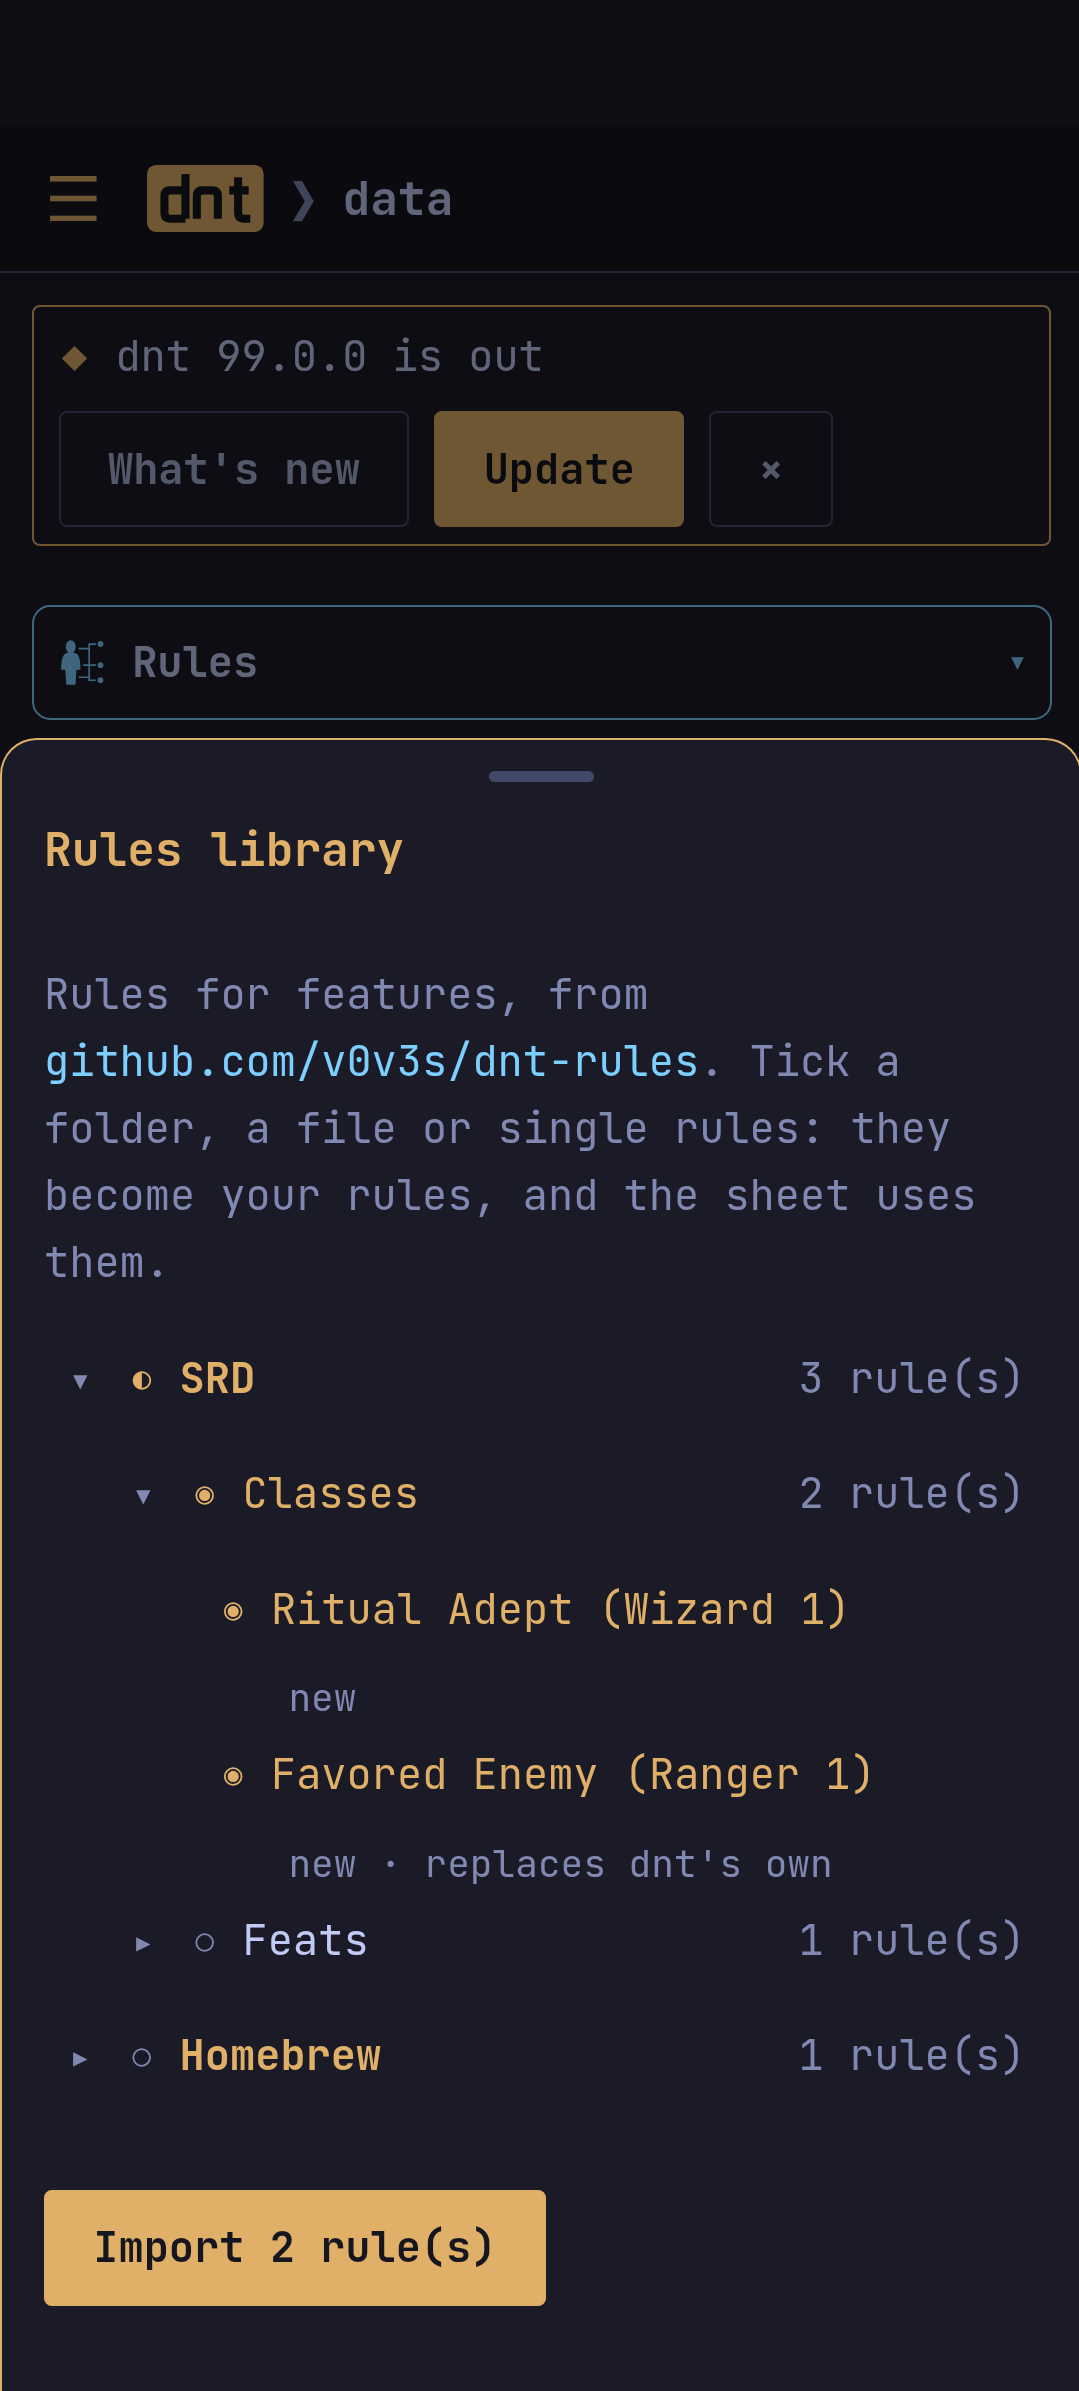 ☰ dnt ❯ data
◆ dnt 99.0.0 is out
What's new Update ×
Rules ▾
Rules library
Rules for features, from
github.com/v0v3s/dnt-rules. Tick a
folder, a file or single rules: they
become your rules, and the sheet uses
them.
▾ ◐ SRD 3 rule(s)
▾ ◉ Classes 2 rule(s)
◉ Ritual Adept (Wizard 1)
new
◉ Favored Enemy (Ranger 1)
new · replaces dnt's own
▸ ○ Feats 1 rule(s)
▸ ○ Homebrew 1 rule(s)
Import 2 rule(s)